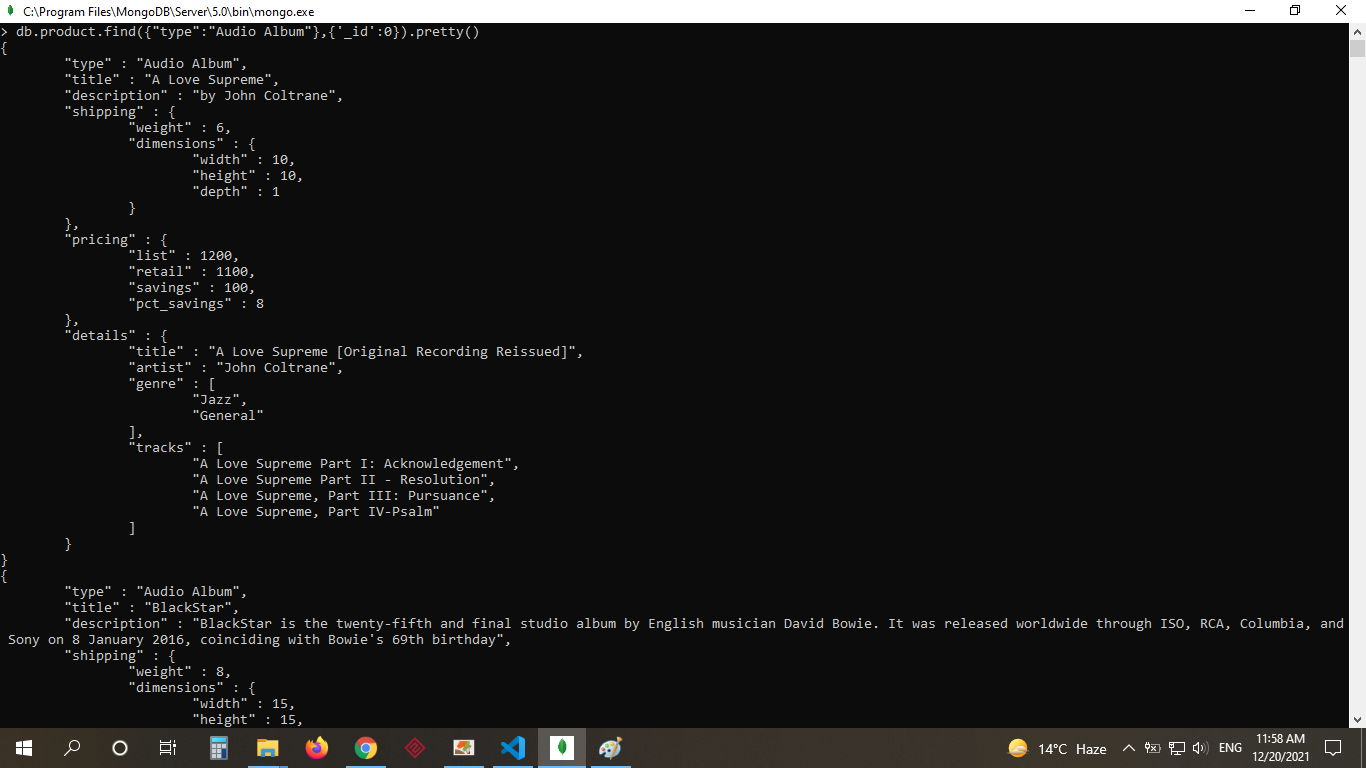 C:\Program Files\MongoDB\Server\5.0\bin\mongo.exe
> db.product.find({"type":"Audio Album"},{'_id':0}).pretty()
{
"type" : "Audio Album",
"title" : "A Love Supreme",
"description" : "by John Coltrane",
"shipping" : {
"weight" : 6,
"dimensions" : {
"width" : 10,
"height" : 10,
"depth" : 1
}
},
"pricing" : {
"list" : 1200,
"retail" : 1100,
"savings" : 100,
"pct_savings" : 8
},
"details" : {
"title" : "A Love Supreme [Original Recording Reissued]",
"artist" : "John Coltrane",
"genre" : [
"Jazz",
"General"
],
"tracks" : [
"A Love Supreme Part I: Acknowledgement",
"A Love Supreme Part II - Resolution",
"A Love Supreme, Part III: Pursuance",
"A Love Supreme, Part IV-Psalm"
]
}
}
{
"type" : "Audio Album",
"title" : "BlackStar",
"description" : "BlackStar is the twenty-fifth and final studio album by English musician David Bowie. It was released worldwide through ISO, RCA, Columbia, and
Sony on 8 January 2016, coinciding with Bowie's 69th birthday",
"shipping" : {
"weight" : 8,
"dimensions" : {
"width" : 15,
"height" : 15,
14°C Haze
ENG
11:58 AM
12/20/2021